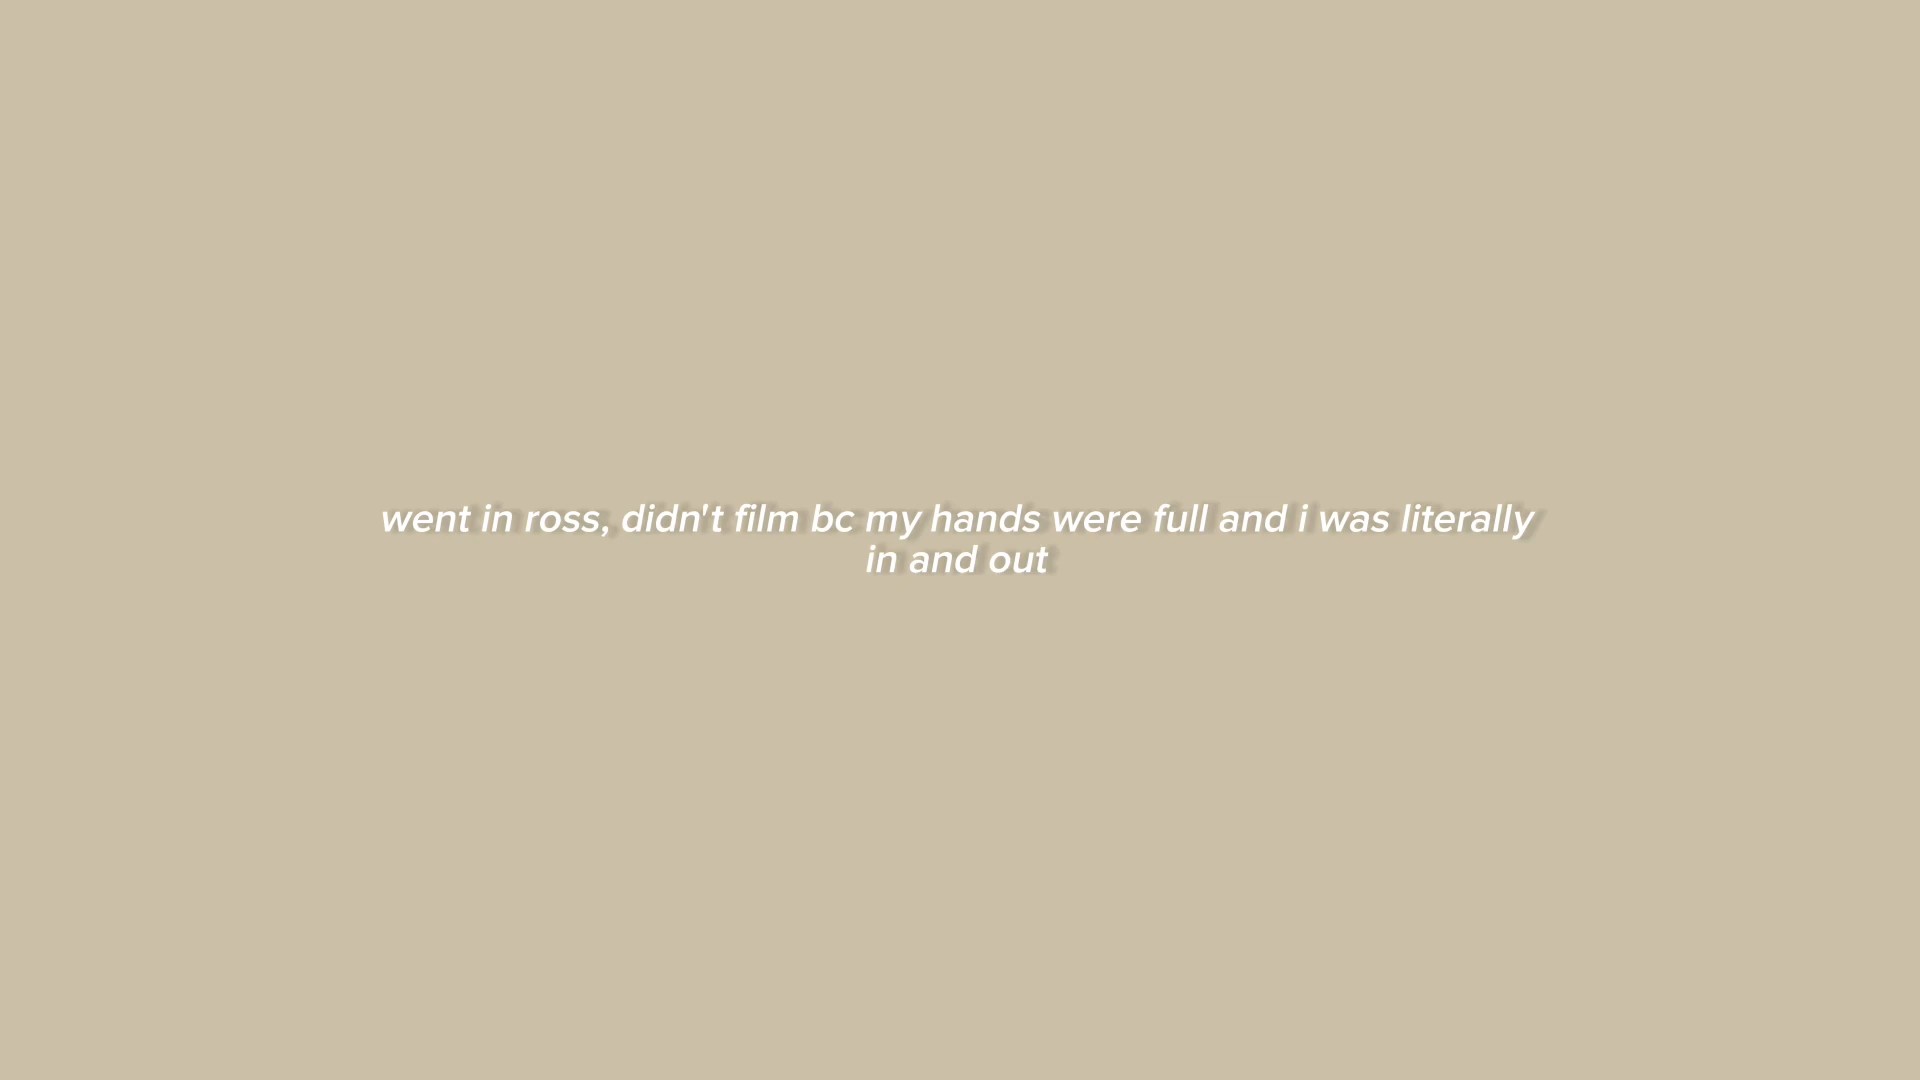 went in ross, didn't film bc my hands were full and i was literally
in and out